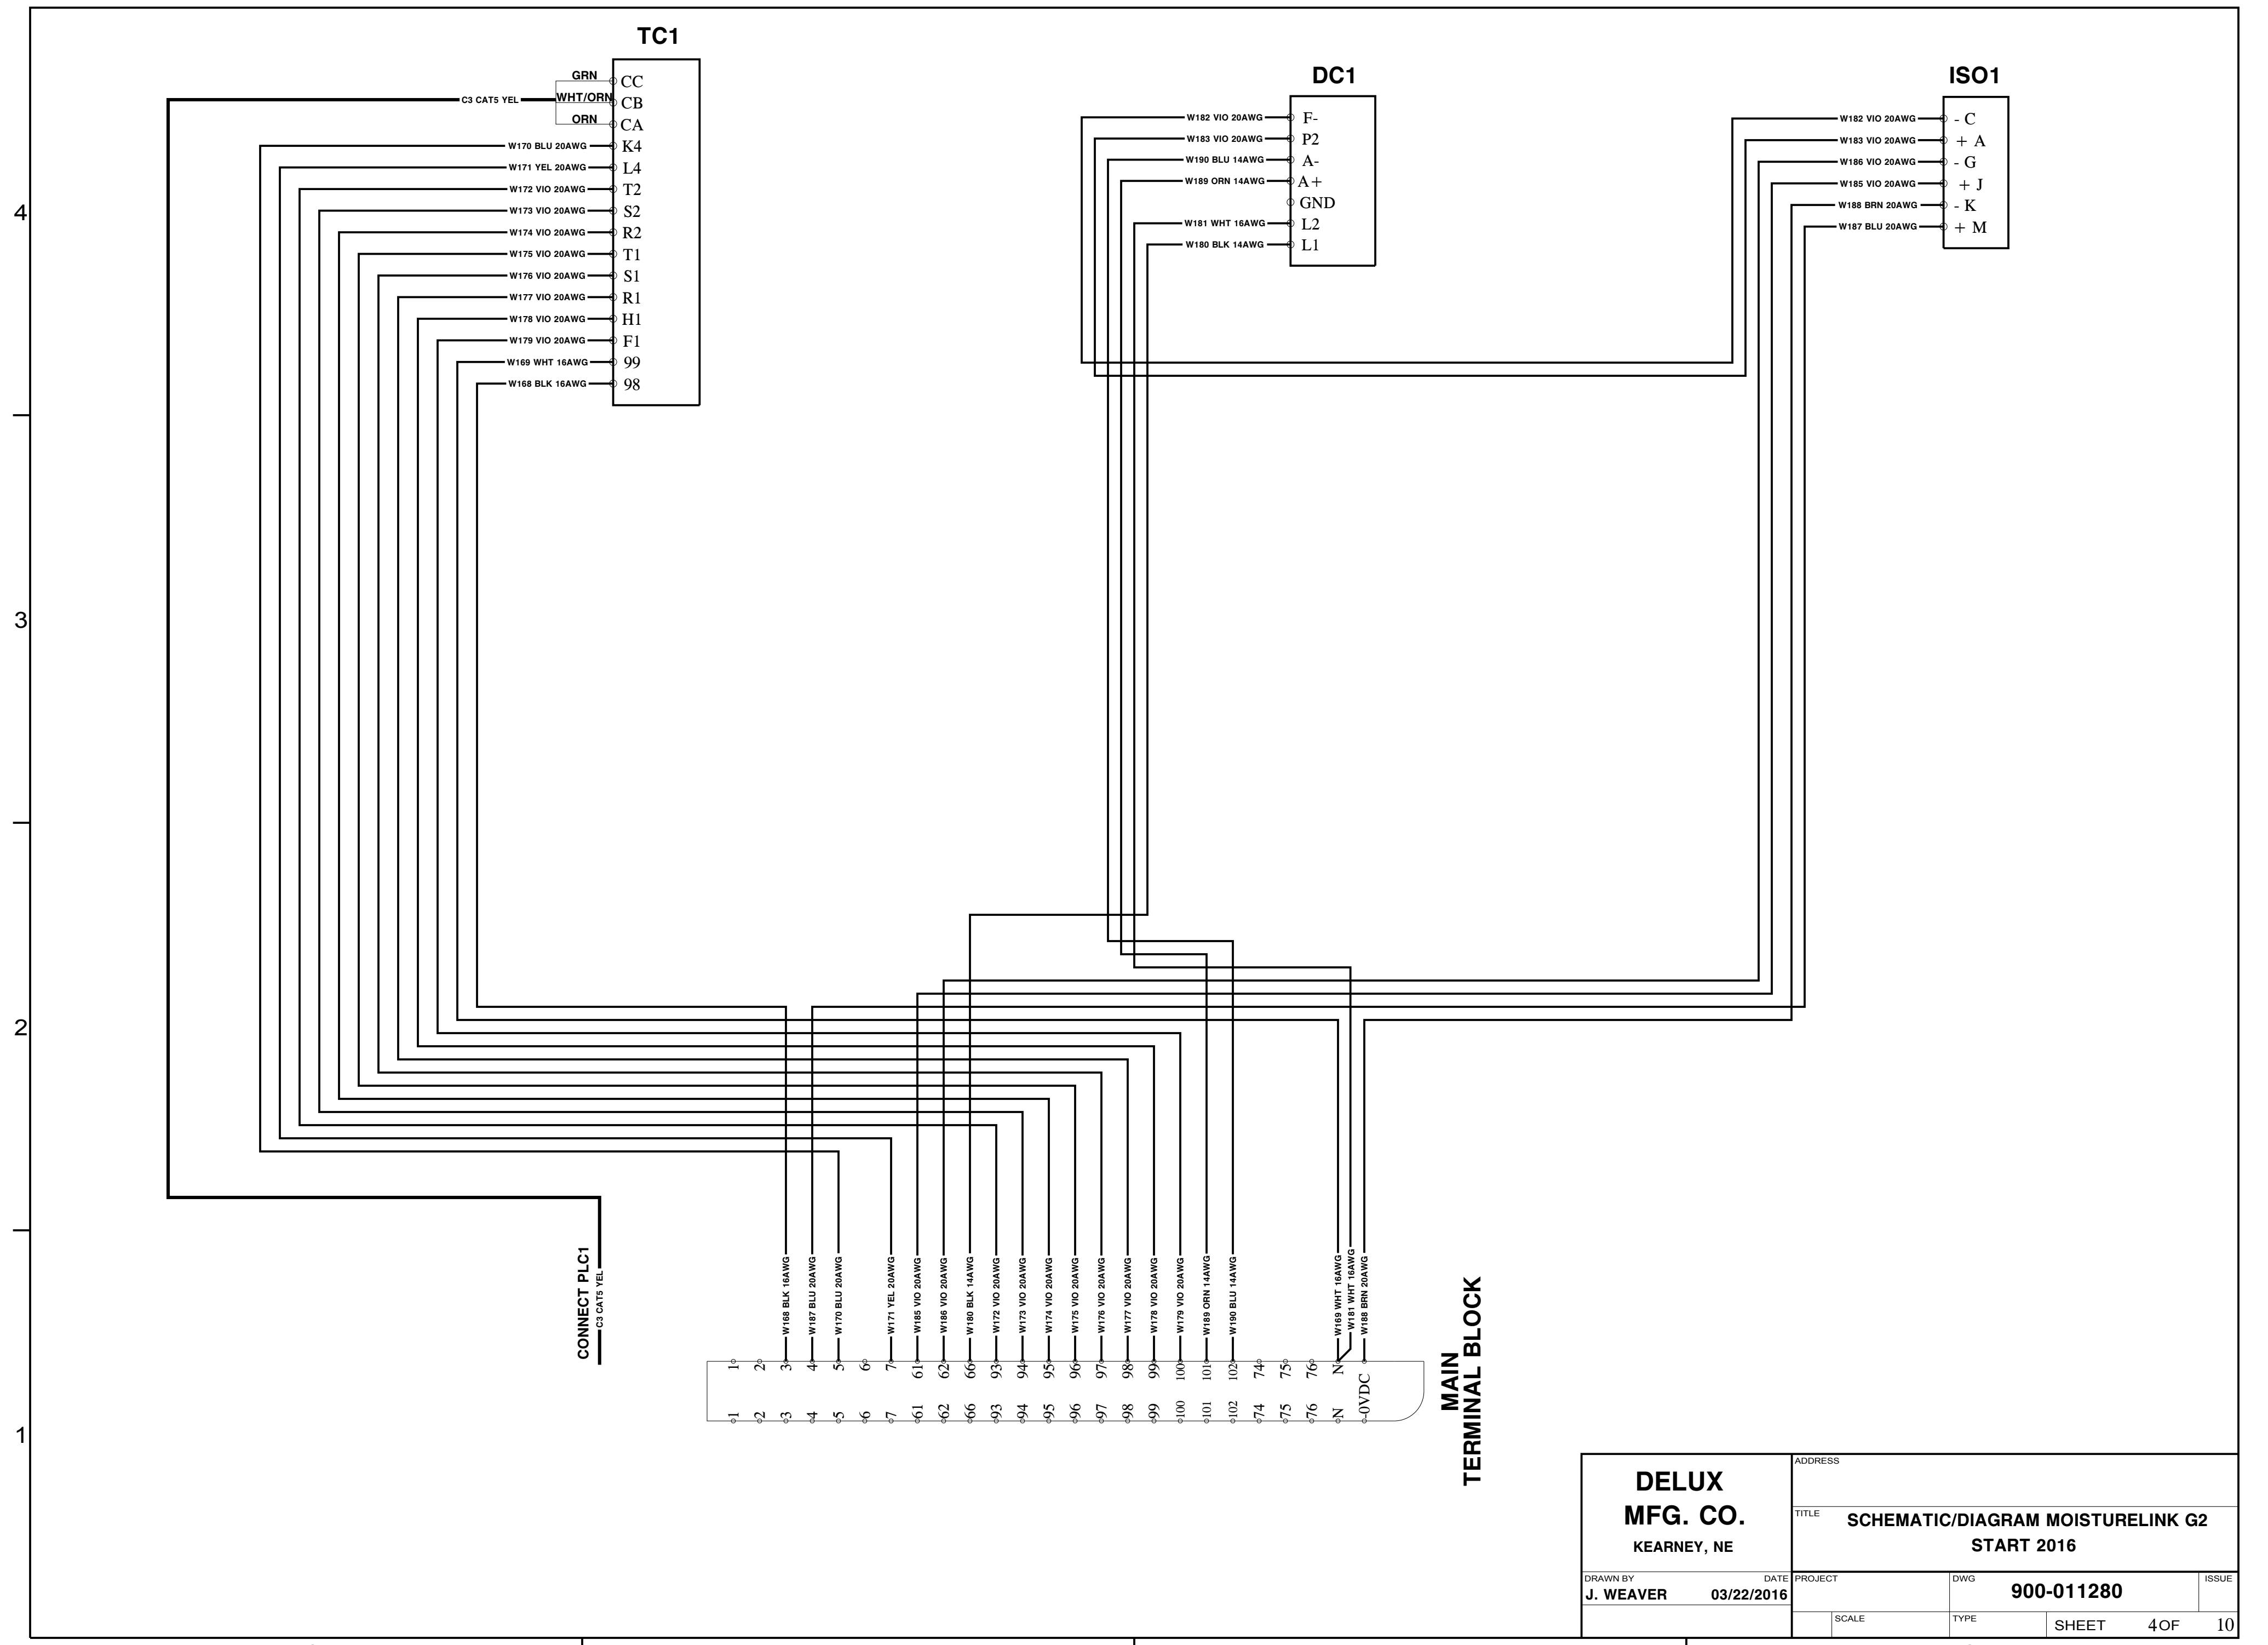 TC1
GRN
CC
C3 CAT5 YEL
WHT/ORN
CB
ORN
CA
W170 BLU 20AWG
K4
W171 YEL 20AWG
L4
W172 VIO 20AWG
T2
W173 VIO 20AWG
S2
W174 VIO 20AWG
R2
W175 VIO 20AWG
T1
W176 VIO 20AWG
S1
W177 VIO 20AWG
R1
W178 VIO 20AWG
H1
W179 VIO 20AWG
F1
W169 WHT 16AWG
99
W168 BLK 16AWG
98
DC1
W182 VIO 20AWG
F-
W183 VIO 20AWG
P2
W190 BLU 14AWG
A-
W189 ORN 14AWG
A+
GND
W181 WHT 16AWG
L2
W180 BLK 14AWG
L1
ISO1
W182 VIO 20AWG
- C
W183 VIO 20AWG
+ A
W186 VIO 20AWG
- G
W185 VIO 20AWG
+ J
W188 BRN 20AWG
- K
W187 BLU 20AWG
+ M
4
3
2
1
CONNECT PLC1
C3 CAT5 YEL
W168 BLK 16AWG
W187 BLU 20AWG
W170 BLU 20AWG
W171 YEL 20AWG
W185 VIO 20AWG
W186 VIO 20AWG
W180 BLK 14AWG
W172 VIO 20AWG
W173 VIO 20AWG
W174 VIO 20AWG
W175 VIO 20AWG
W176 VIO 20AWG
W177 VIO 20AWG
W178 VIO 20AWG
W179 VIO 20AWG
W189 ORN 14AWG
W190 BLU 14AWG
W169 WHT 16AWG
W181 WHT 16AWG
W188 BRN 20AWG
1 2 3 4 5 6 7 61 62 66 93 94 95 96 97 98 99 100 101 102 74 75 76 N
1 2 3 4 5 6 7 61 62 66 93 94 95 96 97 98 99 100 101 102 74 75 76 N -0VDC
MAIN
TERMINAL BLOCK
DELUX
MFG. CO.
KEARNEY, NE
DRAWN BY
DATE
J. WEAVER
03/22/2016
ADDRESS
TITLE
SCHEMATIC/DIAGRAM MOISTURELINK G2
START 2016
PROJECT
DWG
900-011280
ISSUE
SCALE
TYPE
SHEET 4 OF 10